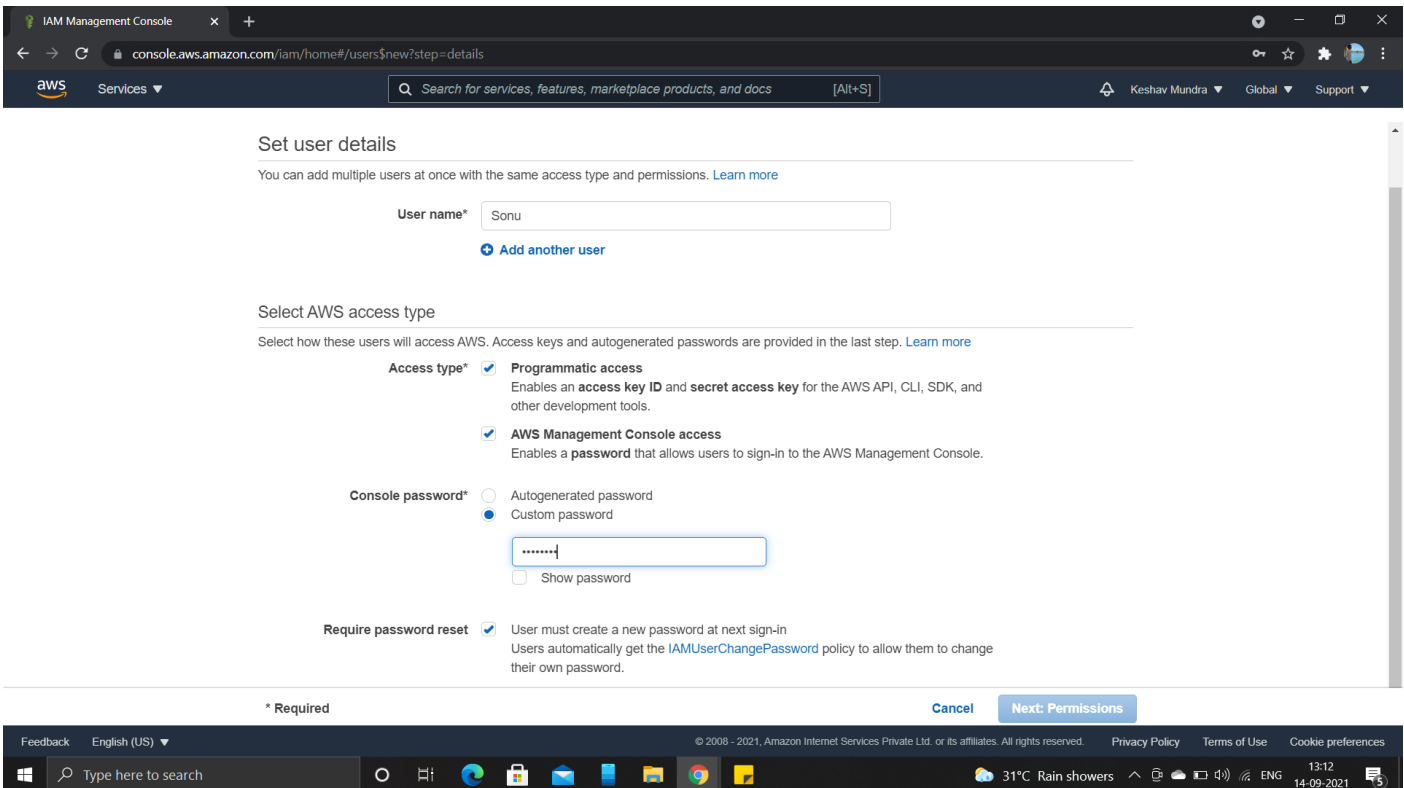 IAM Management Console
console.aws.amazon.com/iam/home#/users$new?step=details
aws
Services
Search for services, features, marketplace products, and docs [Alt+S]
Keshav Mundra
Global
Support
Set user details
You can add multiple users at once with the same access type and permissions. Learn more
User name* Sonu
Add another user
Select AWS access type
Select how these users will access AWS. Access keys and autogenerated passwords are provided in the last step. Learn more
Access type* Programmatic access
Enables an access key ID and secret access key for the AWS API, CLI, SDK, and
other development tools.
AWS Management Console access
Enables a password that allows users to sign-in to the AWS Management Console.
Console password* Autogenerated password
Custom password
••••••••
Show password
Require password reset User must create a new password at next sign-in
Users automatically get the IAMUserChangePassword policy to allow them to change
their own password.
* Required
Cancel
Next: Permissions
Feedback
English (US)
© 2008 - 2021, Amazon Internet Services Private Ltd. or its affiliates. All rights reserved.
Privacy Policy
Terms of Use
Cookie preferences
Type here to search
31°C Rain showers
ENG
13:12
14-09-2021
5